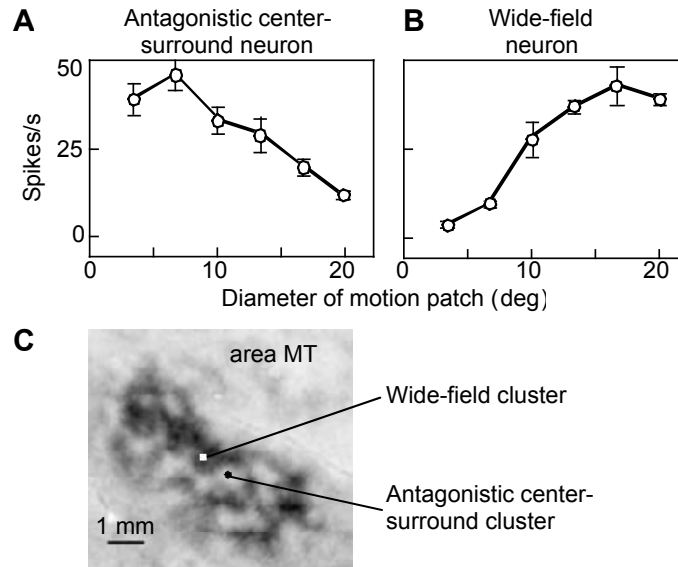 A
Antagonistic center-
surround neuron
B
Wide-field
neuron
50
25
0
Spikes/s
0 10 20
0 10 20
Diameter of motion patch (deg)
C
area MT
Wide-field cluster
Antagonistic center-
surround cluster
1 mm